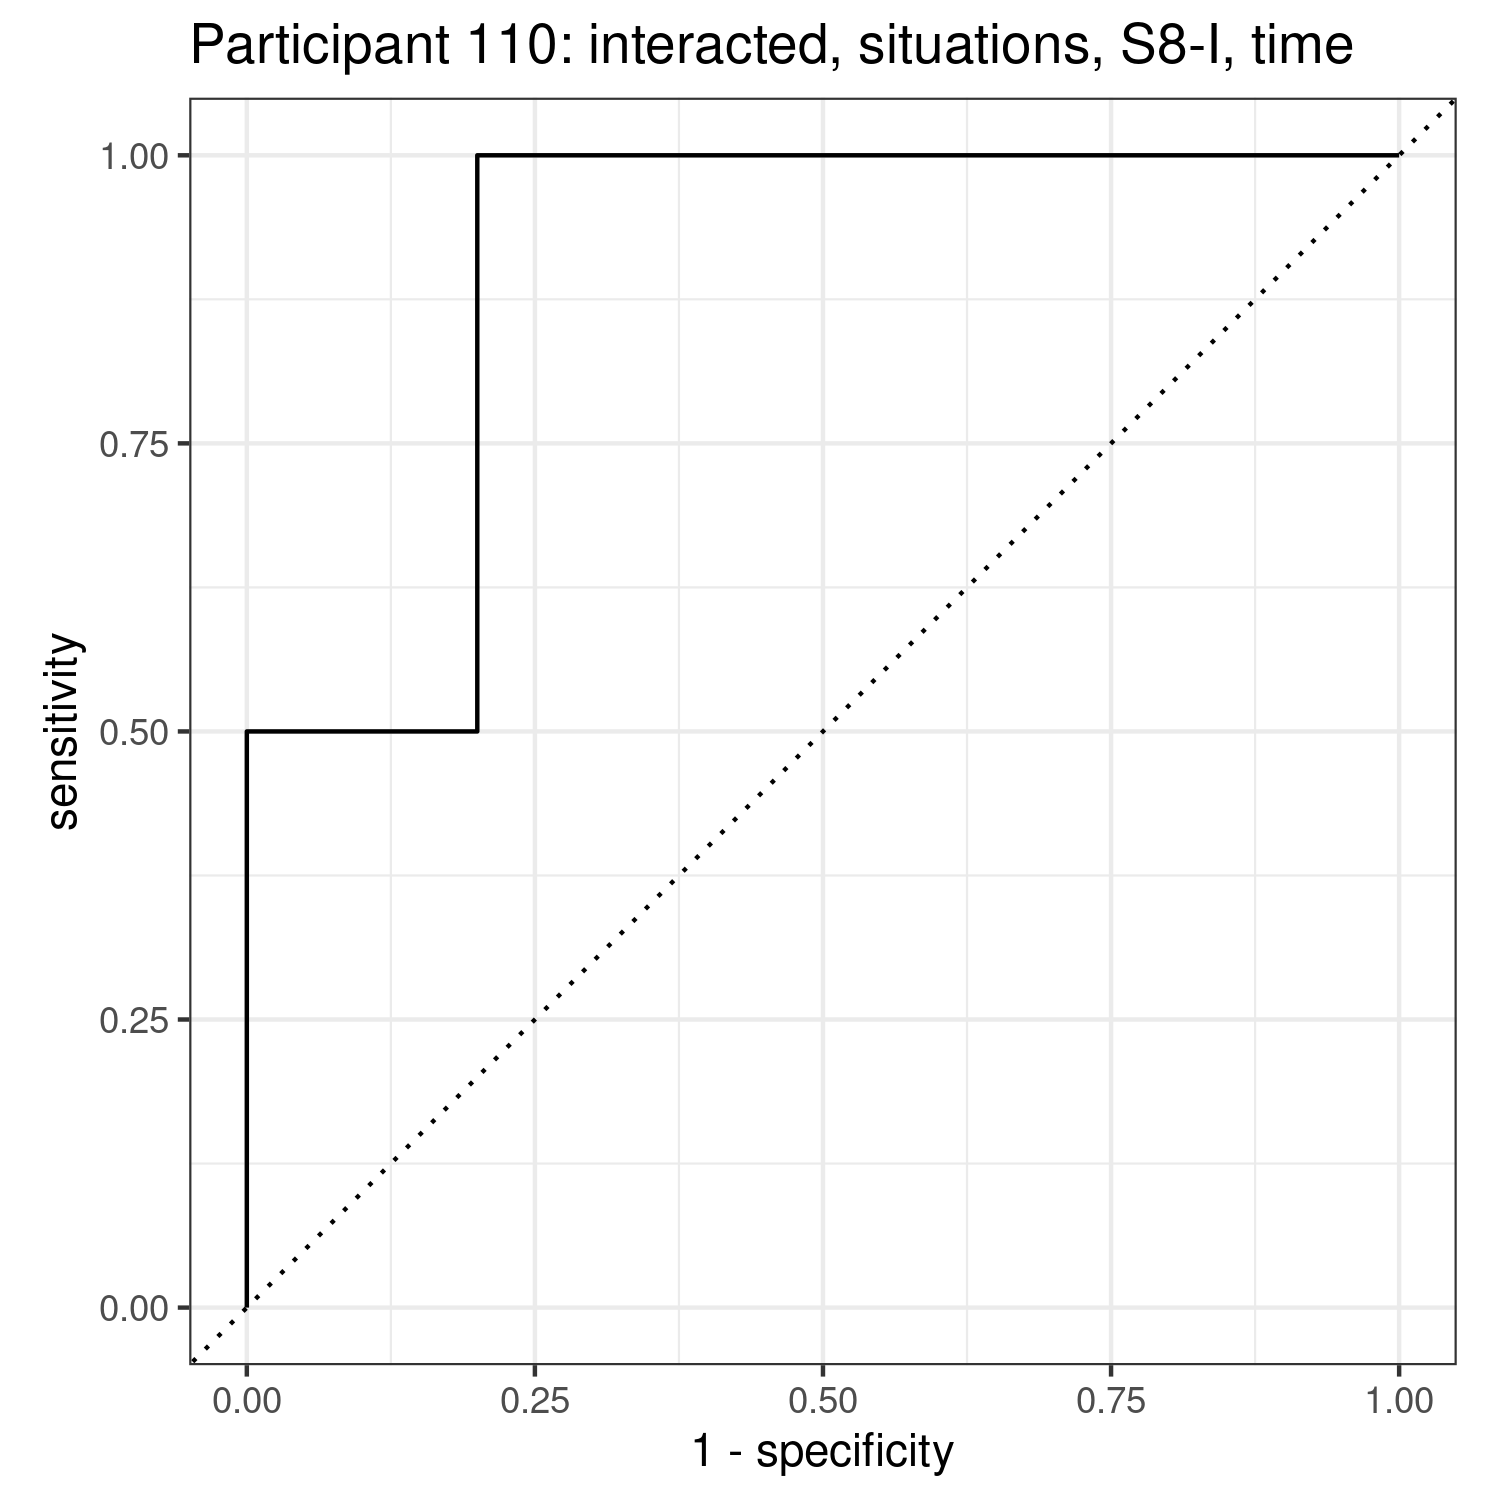 Participant 110: interacted, situations, S8-I, time
1.00
0.75
0.50
0.25
0.00
sensitivity
0.00 0.25 0.50 0.75 1.00
1 - specificity